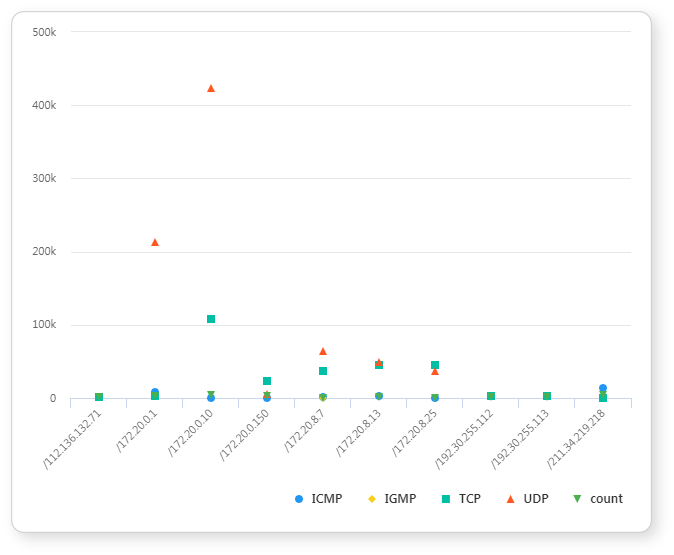 500k
400k
300k
200k
100k
0
/112.136.132.71
/172.20.0.1
/172.20.0.10
/172.20.0.150
/172.20.8.7
/172.20.8.13
/172.20.8.25
/192.30.255.112
/192.30.255.113
/211.34.219.218
ICMP IGMP TCP UDP count